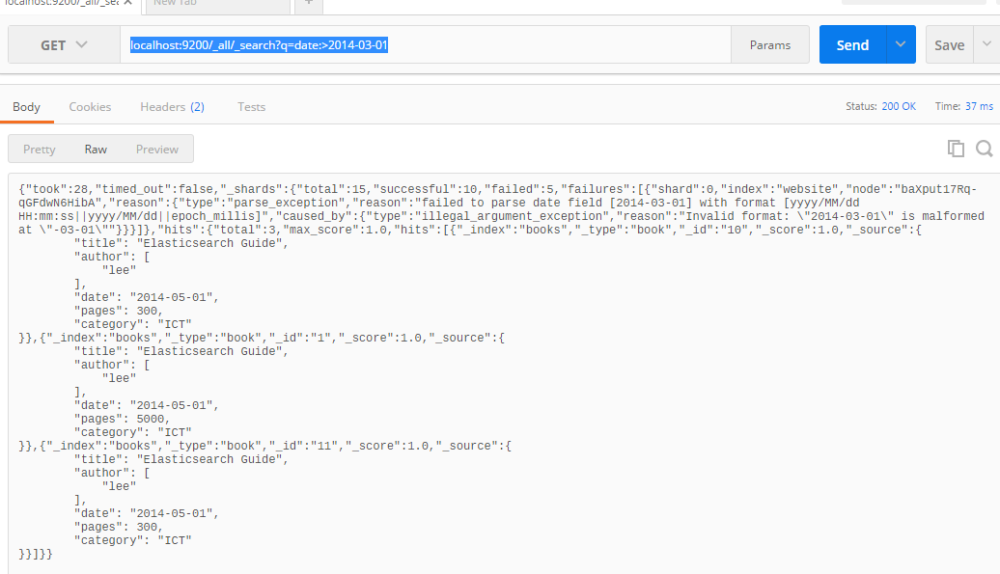 localhost:9200/_all/_sea
New Tab
GET
localhost:9200/_all/_search?q=date:>2014-03-01
Params
Send
Save
Body
Cookies
Headers (2)
Tests
Status: 200 OK
Time: 37 ms
Pretty
Raw
Preview
{"took":28,"timed_out":false,"_shards":{"total":15,"successful":10,"failed":5,"failures":[{"shard":0,"index":"website","node":"baXput17Rq-
qGFdwN6HibA","reason":{"type":"parse_exception","reason":"failed to parse date field [2014-03-01] with format [yyyy/MM/dd
HH:mm:ss||yyyy/MM/dd||epoch_millis]","caused_by":{"type":"illegal_argument_exception","reason":"Invalid format: \"2014-03-01\" is malformed
at \"-03-01\""}}}]},"hits":{"total":3,"max_score":1.0,"hits":[{"_index":"books","_type":"book","_id":"10","_score":1.0,"_source":{
"title": "Elasticsearch Guide",
"author": [
"lee"
],
"date": "2014-05-01",
"pages": 300,
"category": "ICT"
}},{"_index":"books","_type":"book","_id":"1","_score":1.0,"_source":{
"title": "Elasticsearch Guide",
"author": [
"lee"
],
"date": "2014-05-01",
"pages": 5000,
"category": "ICT"
}},{"_index":"books","_type":"book","_id":"11","_score":1.0,"_source":{
"title": "Elasticsearch Guide",
"author": [
"lee"
],
"date": "2014-05-01",
"pages": 300,
"category": "ICT"
}}]}}